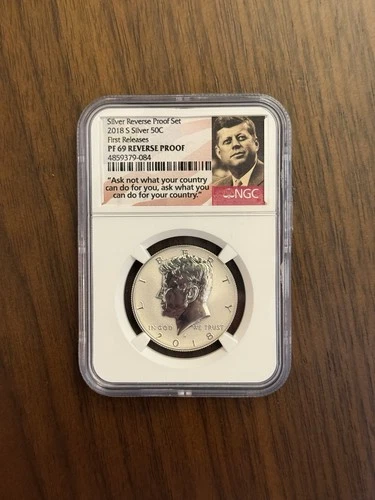 Silver Reverse Proof Set
2018 S Silver 50C
First Releases
PF 69 REVERSE PROOF
4859379-084
"Ask not what your country
can do for you, ask what you
can do for your country."
NGC
LIBERTY
IN GOD WE TRUST
2018